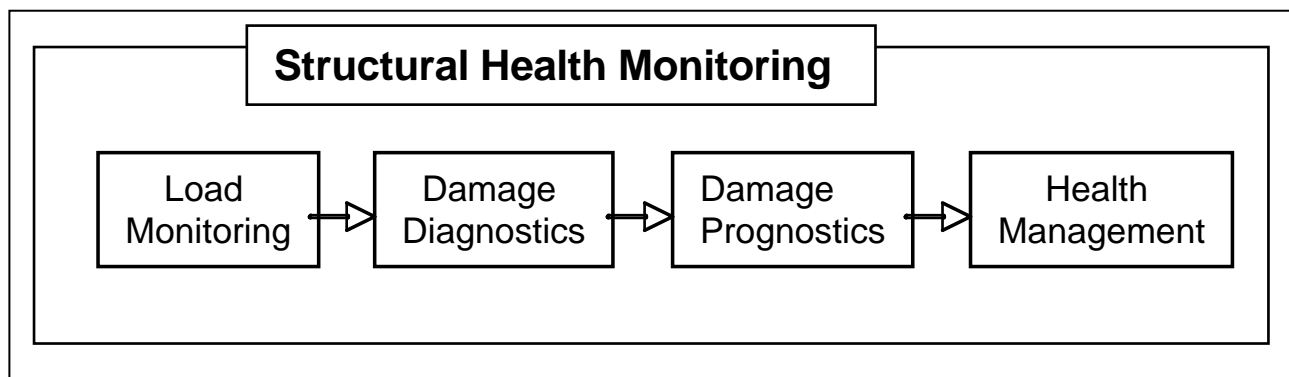 Structural Health Monitoring
Load
Monitoring
Damage
Diagnostics
Damage
Prognostics
Health
Management